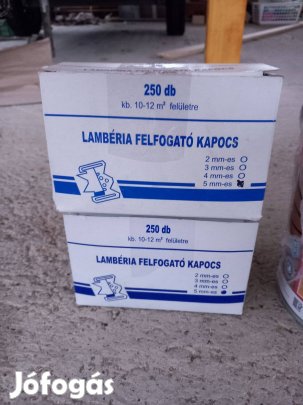 250 db
kb. 10-12 m² felületre
LAMBÉRIA FELFOGATÓ KAPOCS
2 mm-es
3 mm-es
4 mm-es
5 mm-es
250 db
kb. 10-12 m² felületre
LAMBÉRIA FELFOGATÓ KAPOCS
2 mm-es
3 mm-es
4 mm-es
5 mm-es
Jófogás